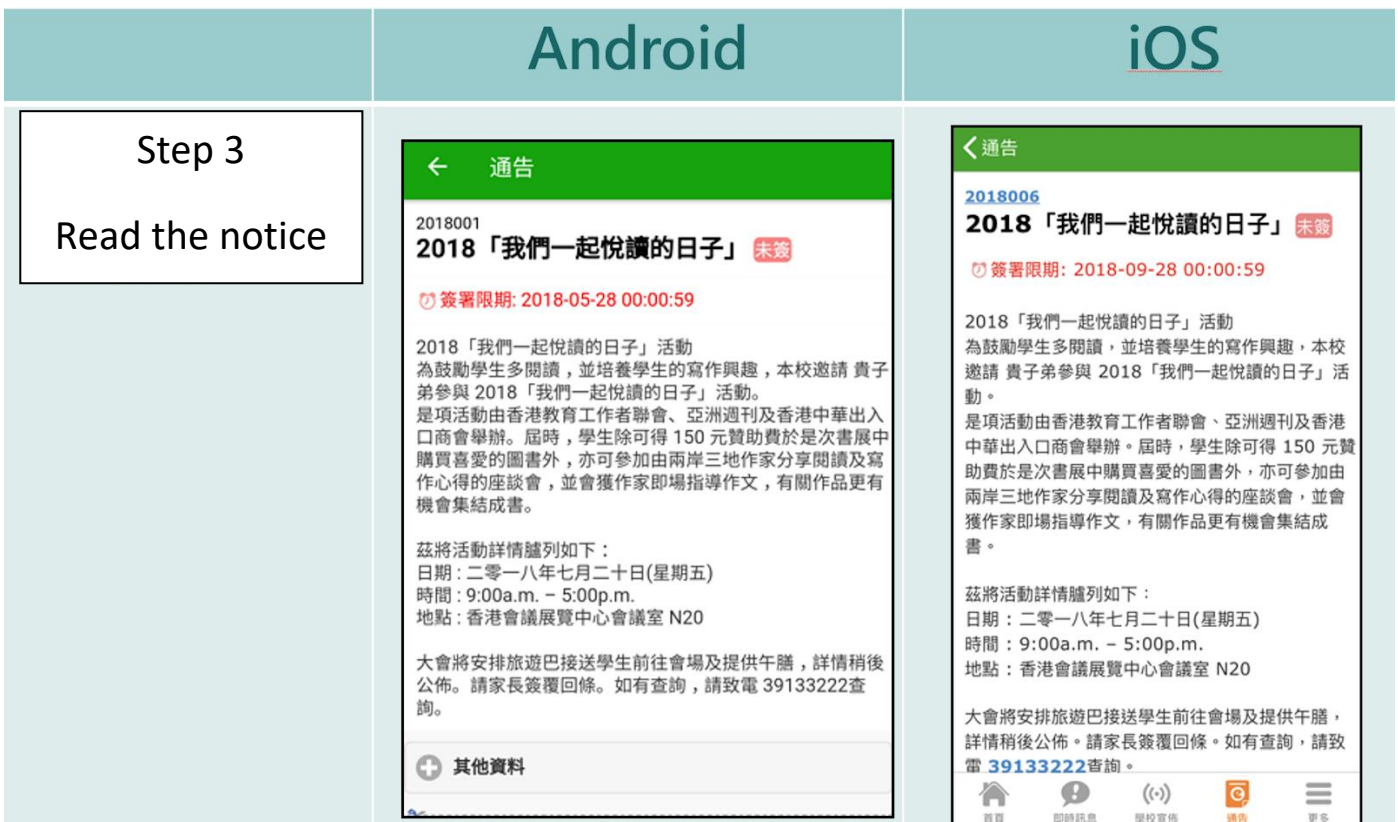 Android
iOS
Step 3
Read the notice
通告
2018001
2018「我們一起悅讀的日子」 未簽
簽署限期: 2018-05-28 00:00:59
2018「我們一起悅讀的日子」活動
為鼓勵學生多閱讀，並培養學生的寫作興趣，本校邀請 貴子
弟參與 2018「我們一起悅讀的日子」活動。
是項活動由香港教育工作者聯會、亞洲週刊及香港中華出入
口商會舉辦。屆時，學生除可得 150 元贊助費於是次書展中
購買喜愛的圖書外，亦可參加由兩岸三地作家分享閱讀及寫
作心得的座談會，並會獲作家即場指導作文，有關作品更有
機會集結成書。
茲將活動詳情臚列如下：
日期 : 二零一八年七月二十日(星期五)
時間 : 9:00a.m. – 5:00p.m.
地點 : 香港會議展覽中心會議室 N20
大會將安排旅遊巴接送學生前往會場及提供午膳，詳情稍後
公佈。請家長簽覆回條。如有查詢，請致電 39133222查
詢。
其他資料
通告
2018006
2018「我們一起悅讀的日子」 未簽
簽署限期: 2018-09-28 00:00:59
2018「我們一起悅讀的日子」活動
為鼓勵學生多閱讀，並培養學生的寫作興趣，本校
邀請 貴子弟參與 2018「我們一起悅讀的日子」活
動。
是項活動由香港教育工作者聯會、亞洲週刊及香港
中華出入口商會舉辦。屆時，學生除可得 150 元贊
助費於是次書展中購買喜愛的圖書外，亦可參加由
兩岸三地作家分享閱讀及寫作心得的座談會，並會
獲作家即場指導作文，有關作品更有機會集結成
書。
茲將活動詳情臚列如下：
日期 : 二零一八年七月二十日(星期五)
時間 : 9:00a.m. – 5:00p.m.
地點 : 香港會議展覽中心會議室 N20
大會將安排旅遊巴接送學生前往會場及提供午膳，
詳情稍後公佈。請家長簽覆回條。如有查詢，請致
電 39133222查詢。
首頁 即時訊息 學校宣佈 通告 更多